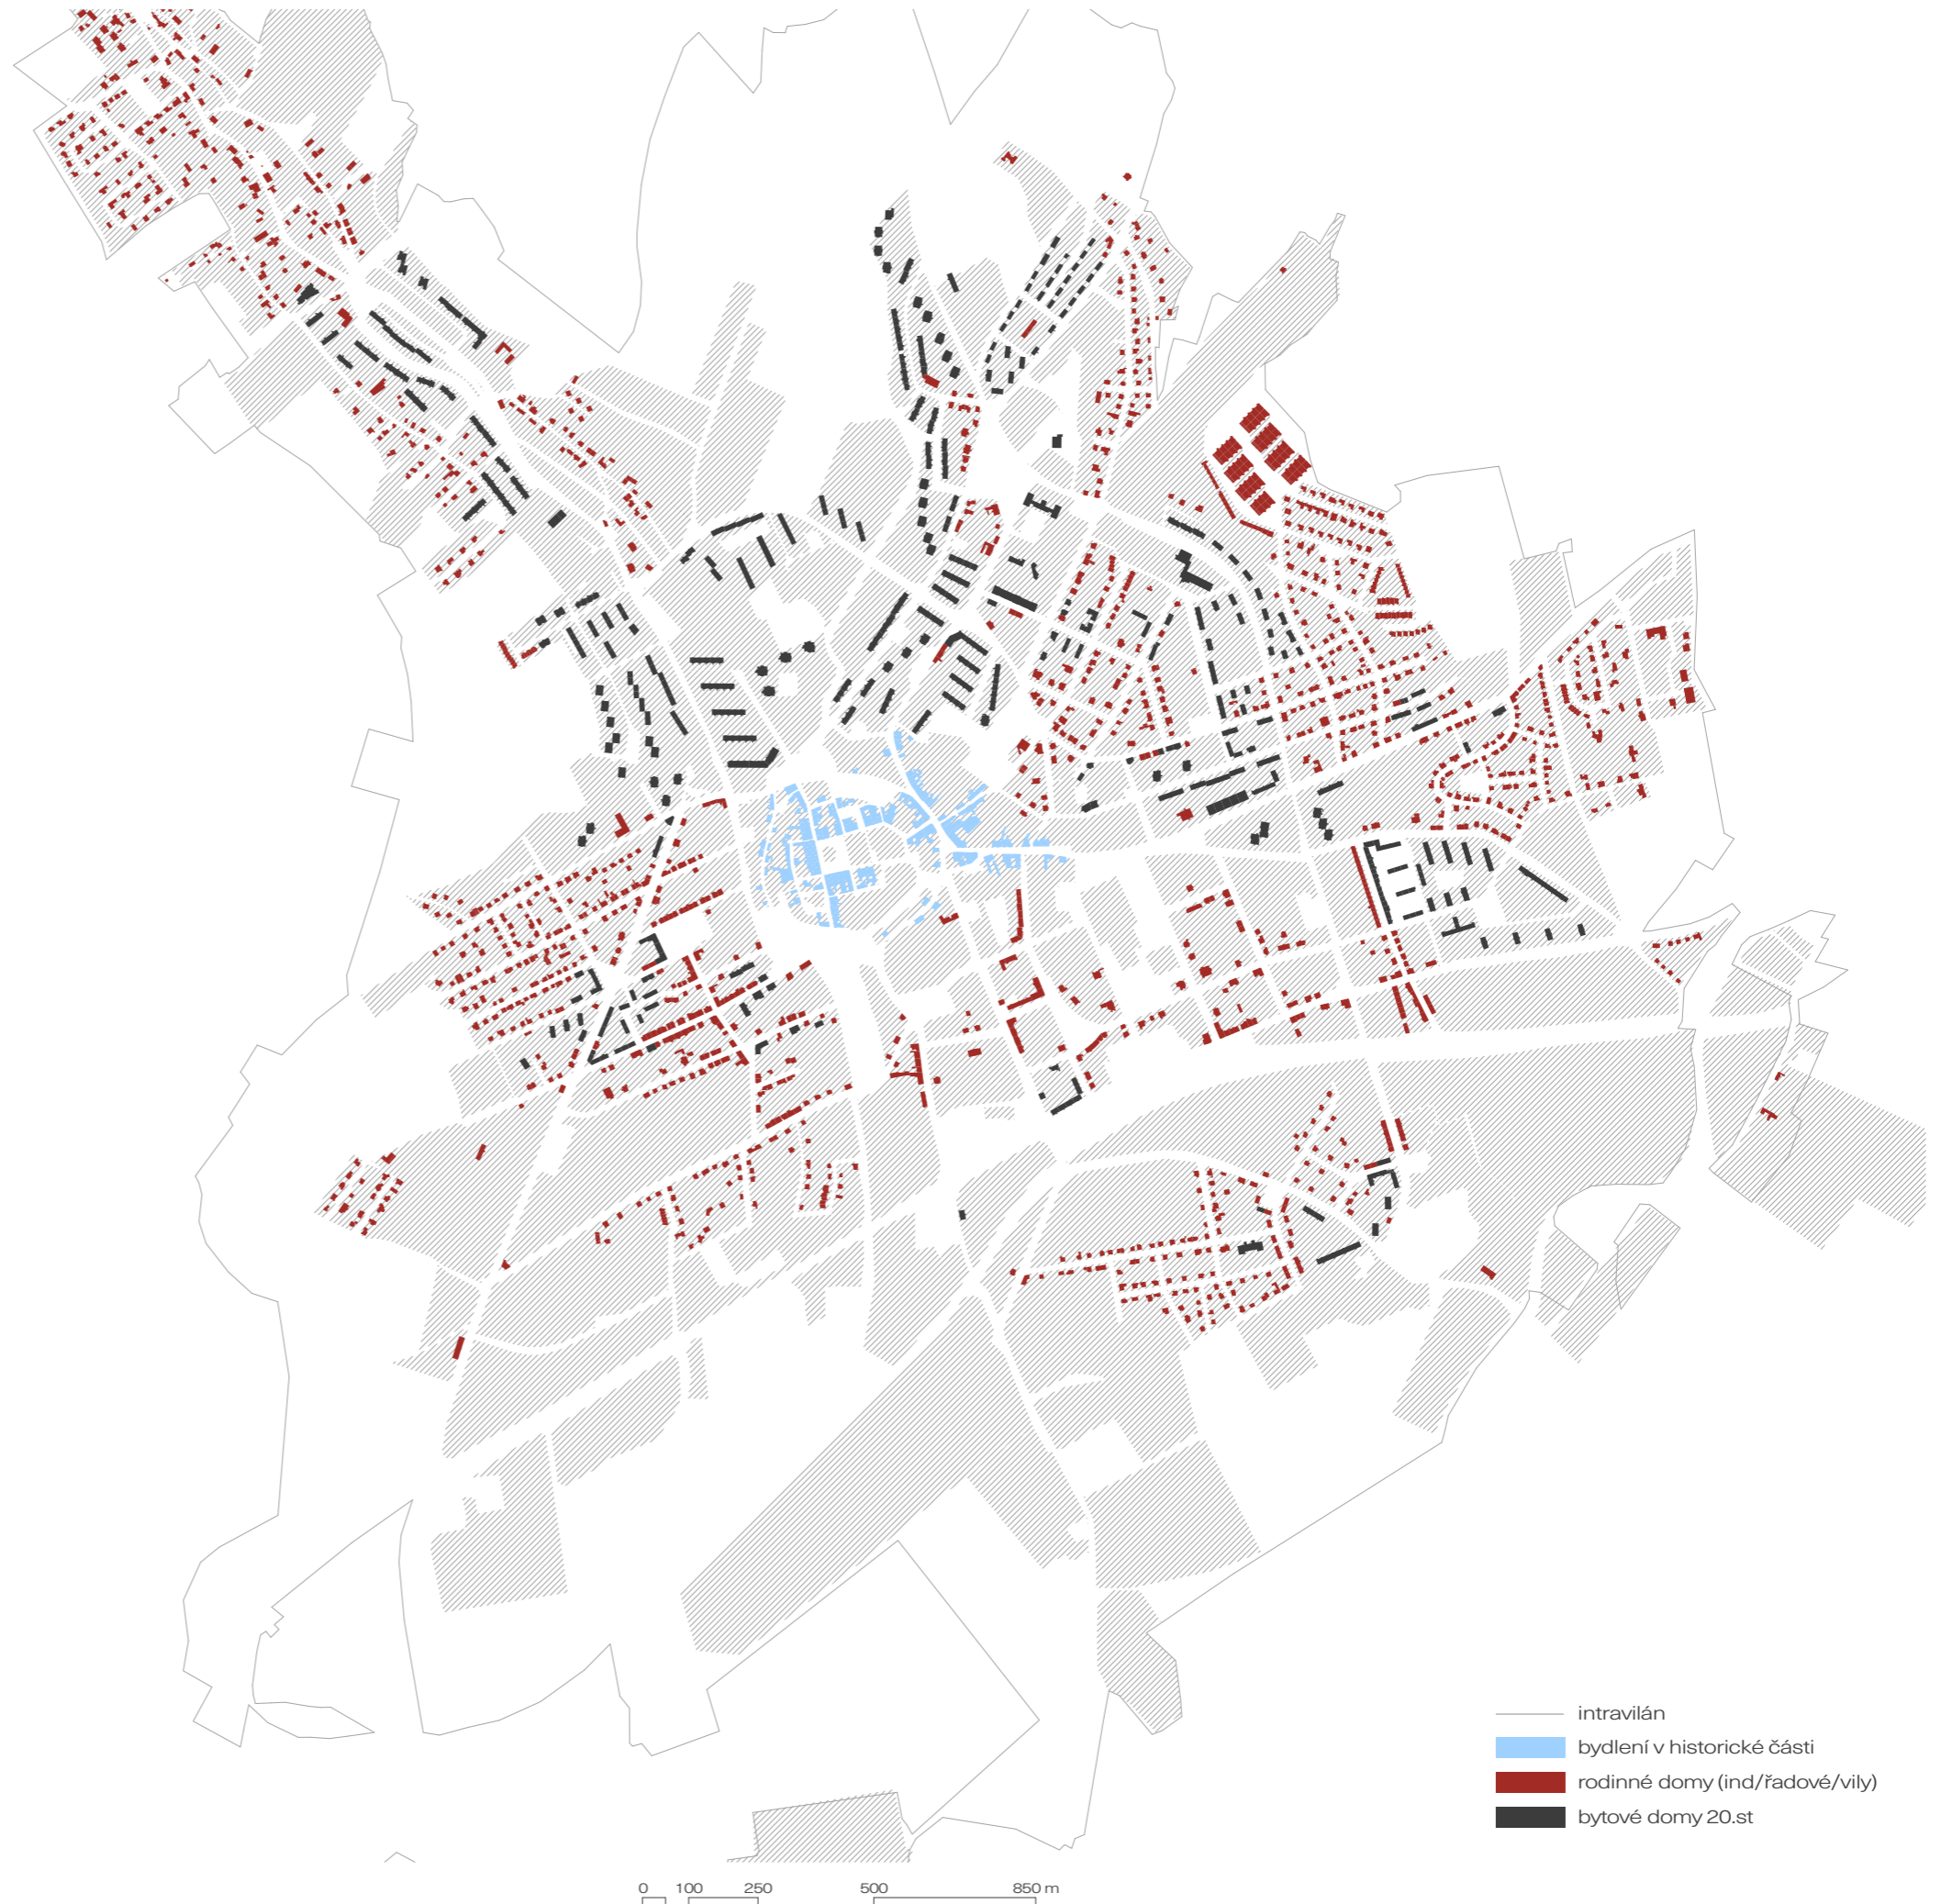 intravilán
bydlení v historické části
rodinné domy (ind/řadové/vily)
bytové domy 20.st
0 100 250 500 850 m